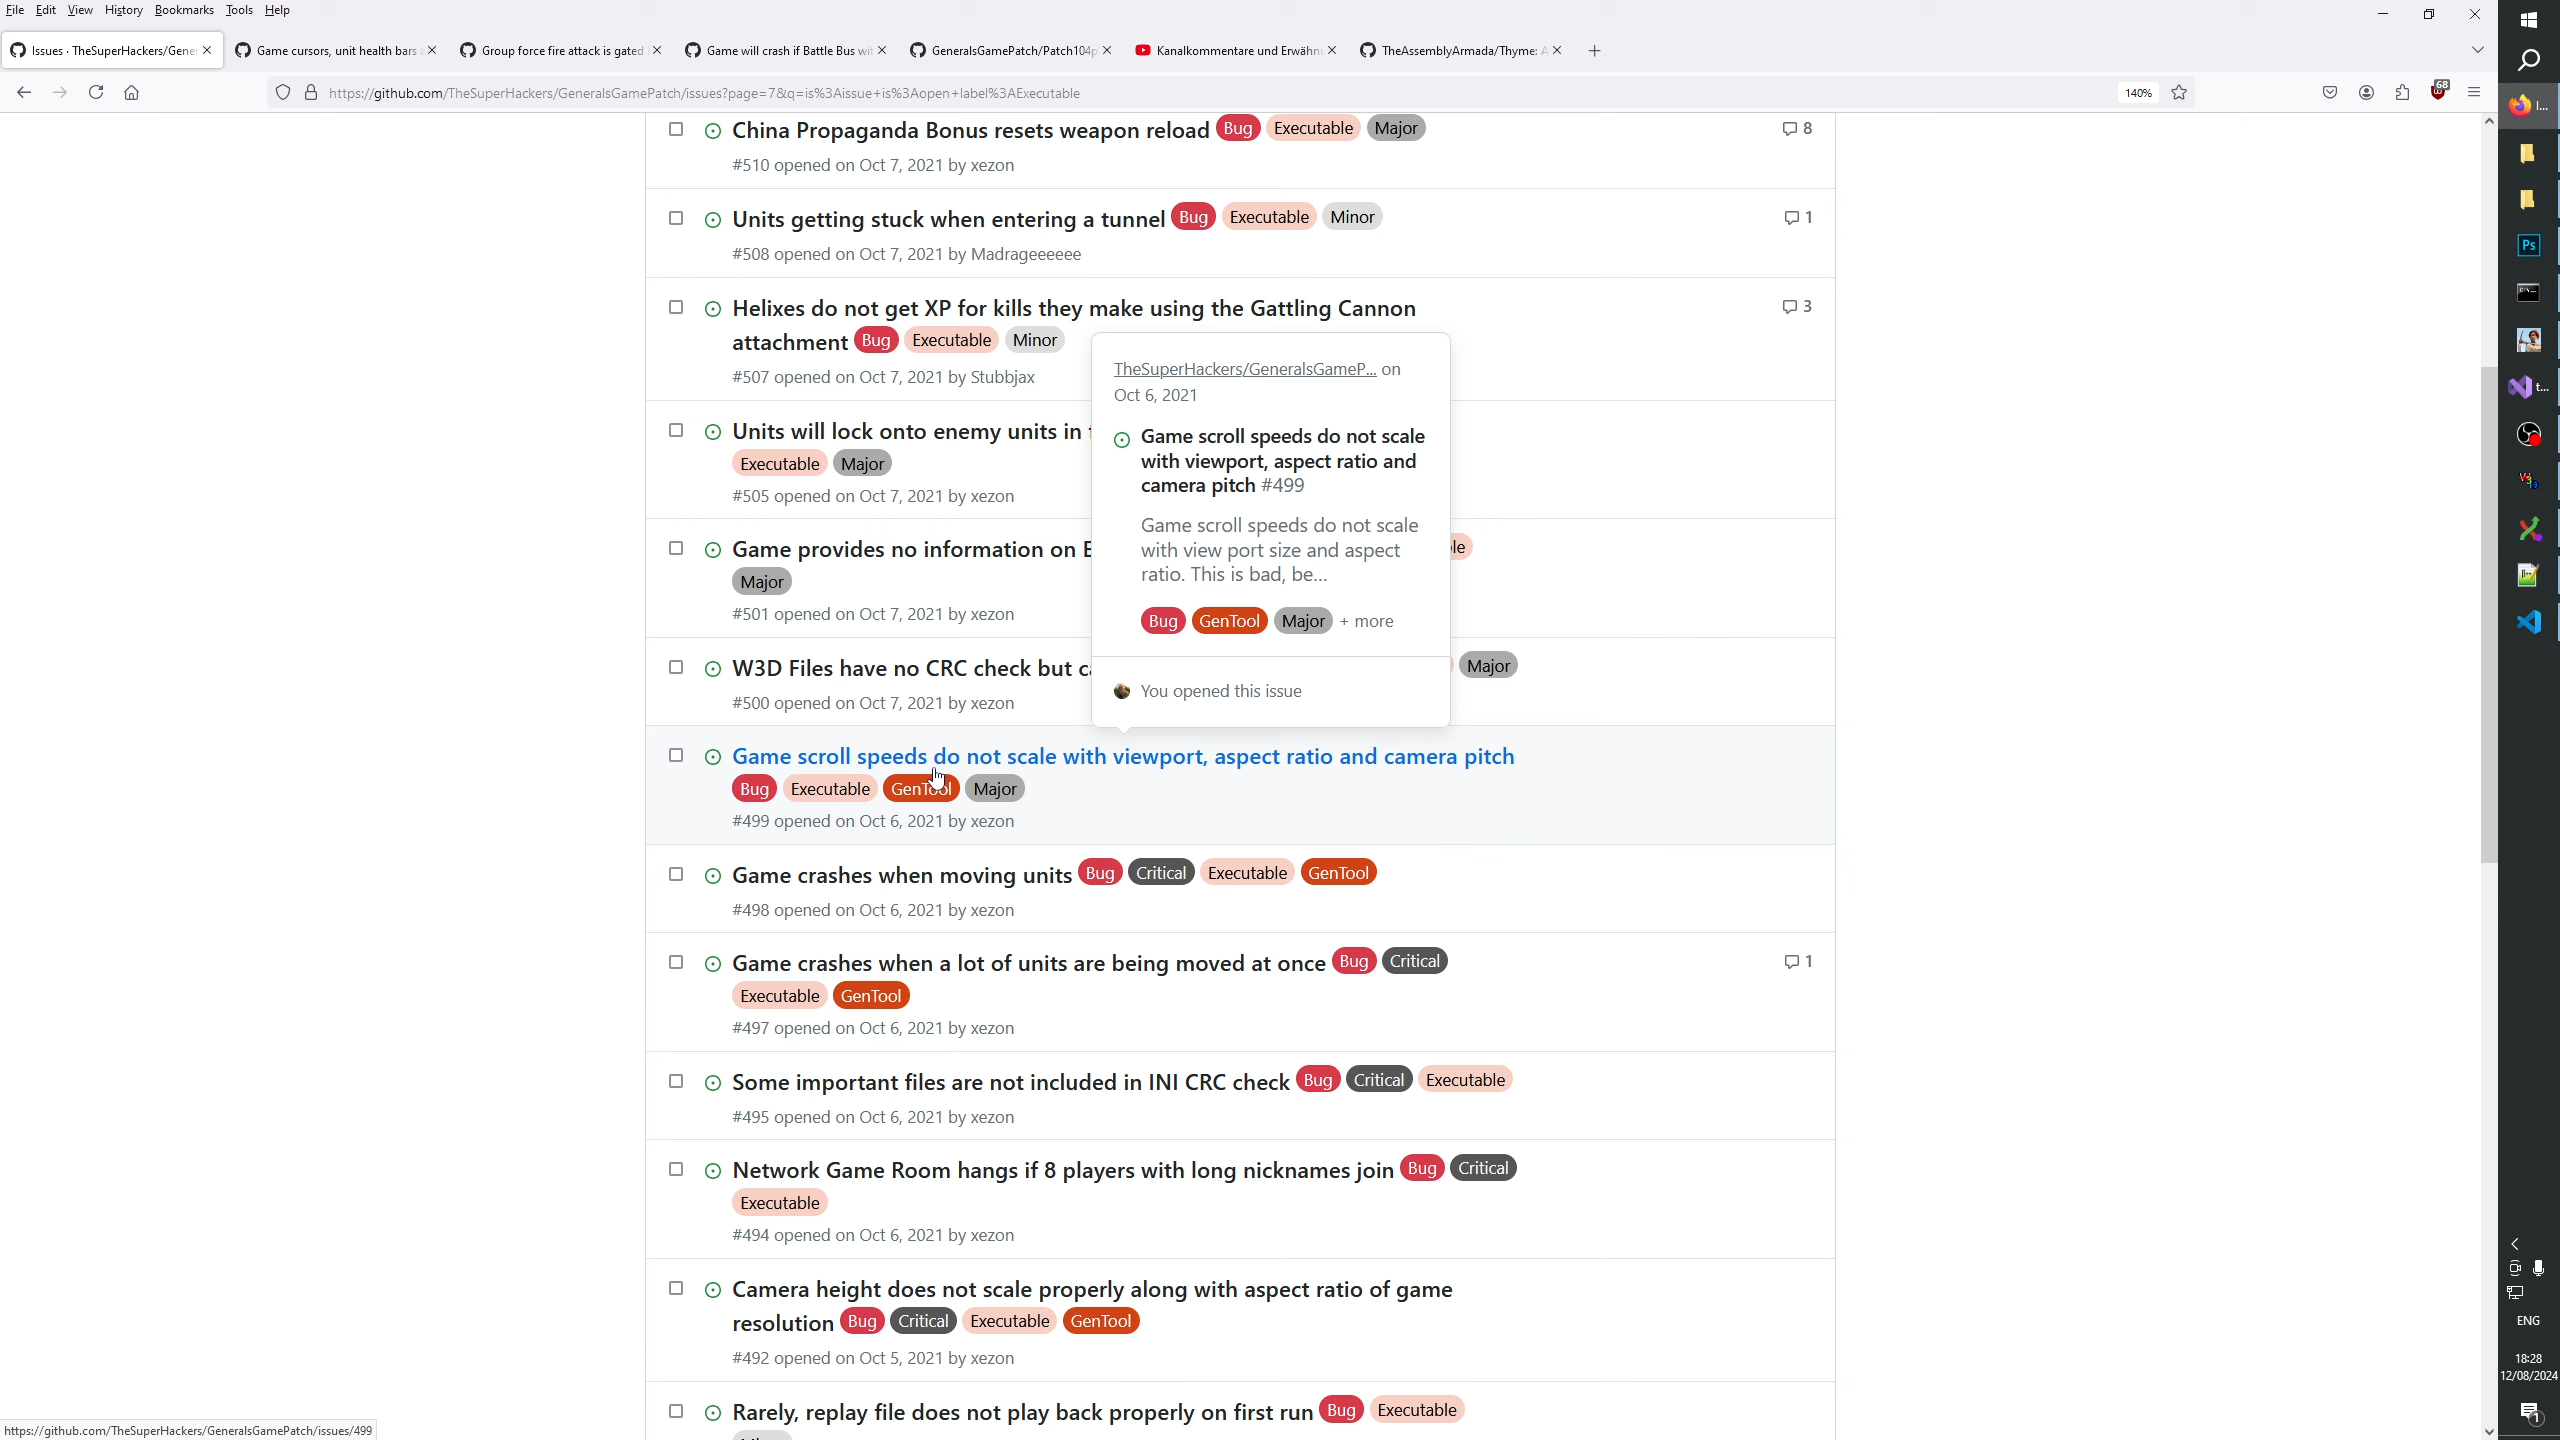 File Edit View History Bookmarks Tools Help
Issues · TheSuperHackers/Gener
Game cursors, unit health bars a
Group force fire attack is gated
Game will crash if Battle Bus wit
GeneralsGamePatch/Patch104p
Kanalkommentare und Erwähn
TheAssemblyArmada/Thyme: A
https://github.com/TheSuperHackers/GeneralsGamePatch/issues?page=7&q=is%3Aissue+is%3Aopen+label%3AExecutable
140%
68
China Propaganda Bonus resets weapon reload Bug Executable Major
8
#510 opened on Oct 7, 2021 by xezon
Units getting stuck when entering a tunnel Bug Executable Minor
1
#508 opened on Oct 7, 2021 by Madrageeeeee
Helixes do not get XP for kills they make using the Gattling Cannon
attachment Bug Executable Minor
3
#507 opened on Oct 7, 2021 by Stubbjax
Units will lock onto enemy units in
Executable Major
#505 opened on Oct 7, 2021 by xezon
Game provides no information on E
le
Major
#501 opened on Oct 7, 2021 by xezon
W3D Files have no CRC check but ca
Major
#500 opened on Oct 7, 2021 by xezon
TheSuperHackers/GeneralsGameP... on
Oct 6, 2021
Game scroll speeds do not scale
with viewport, aspect ratio and
camera pitch #499
Game scroll speeds do not scale
with view port size and aspect
ratio. This is bad, be...
Bug GenTool Major + more
You opened this issue
Game scroll speeds do not scale with viewport, aspect ratio and camera pitch
Bug Executable GenTool Major
#499 opened on Oct 6, 2021 by xezon
Game crashes when moving units Bug Critical Executable GenTool
#498 opened on Oct 6, 2021 by xezon
Game crashes when a lot of units are being moved at once Bug Critical
1
Executable GenTool
#497 opened on Oct 6, 2021 by xezon
Some important files are not included in INI CRC check Bug Critical Executable
#495 opened on Oct 6, 2021 by xezon
Network Game Room hangs if 8 players with long nicknames join Bug Critical
Executable
#494 opened on Oct 6, 2021 by xezon
Camera height does not scale properly along with aspect ratio of game
resolution Bug Critical Executable GenTool
#492 opened on Oct 5, 2021 by xezon
Rarely, replay file does not play back properly on first run Bug Executable
https://github.com/TheSuperHackers/GeneralsGamePatch/issues/499
I...
Ps
t...
ENG
18:28
12/08/2024
1